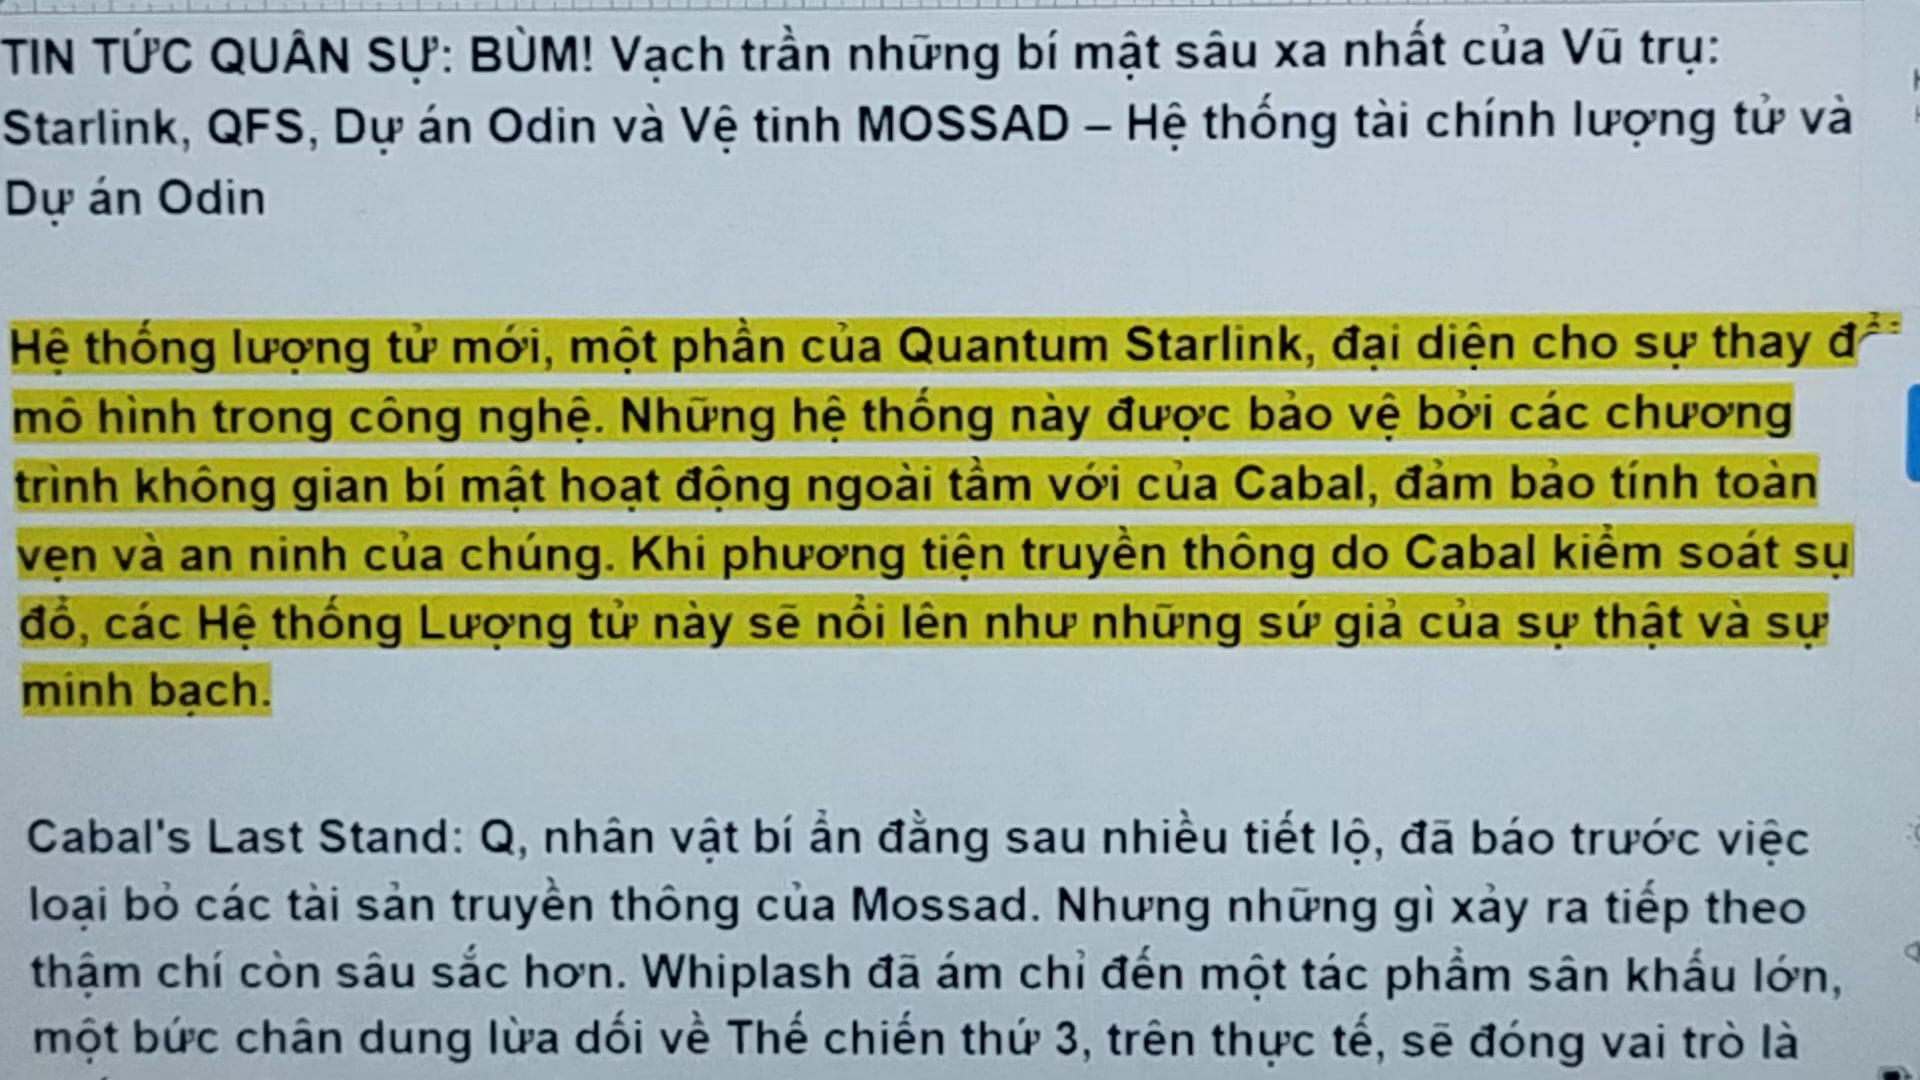 TIN TỨC QUÂN SỰ: BÙM! Vạch trần những bí mật sâu xa nhất của Vũ trụ:
Starlink, QFS, Dự án Odin và Vệ tinh MOSSAD – Hệ thống tài chính lượng tử và
Dự án Odin
Hệ thống lượng tử mới, một phần của Quantum Starlink, đại diện cho sự thay
mô hình trong công nghệ. Những hệ thống này được bảo vệ bởi các chương
trình không gian bí mật hoạt động ngoài tầm với của Cabal, đảm bảo tính toàn
vẹn và an ninh của chúng. Khi phương tiện truyền thông do Cabal kiểm soát sụ
đổ, các Hệ thống Lượng tử này sẽ nổi lên như những sứ giả của sự thật và sự
minh bạch.
Cabal's Last Stand: Q, nhân vật bí ẩn đằng sau nhiều tiết lộ, đã báo trước việc
loại bỏ các tài sản truyền thông của Mossad. Nhưng những gì xảy ra tiếp theo
thậm chí còn sâu sắc hơn. Whiplash đã ám chỉ đến một tác phẩm sân khấu lớn,
một bức chân dung lừa dối về Thế chiến thứ 3, trên thực tế, sẽ đóng vai trò là